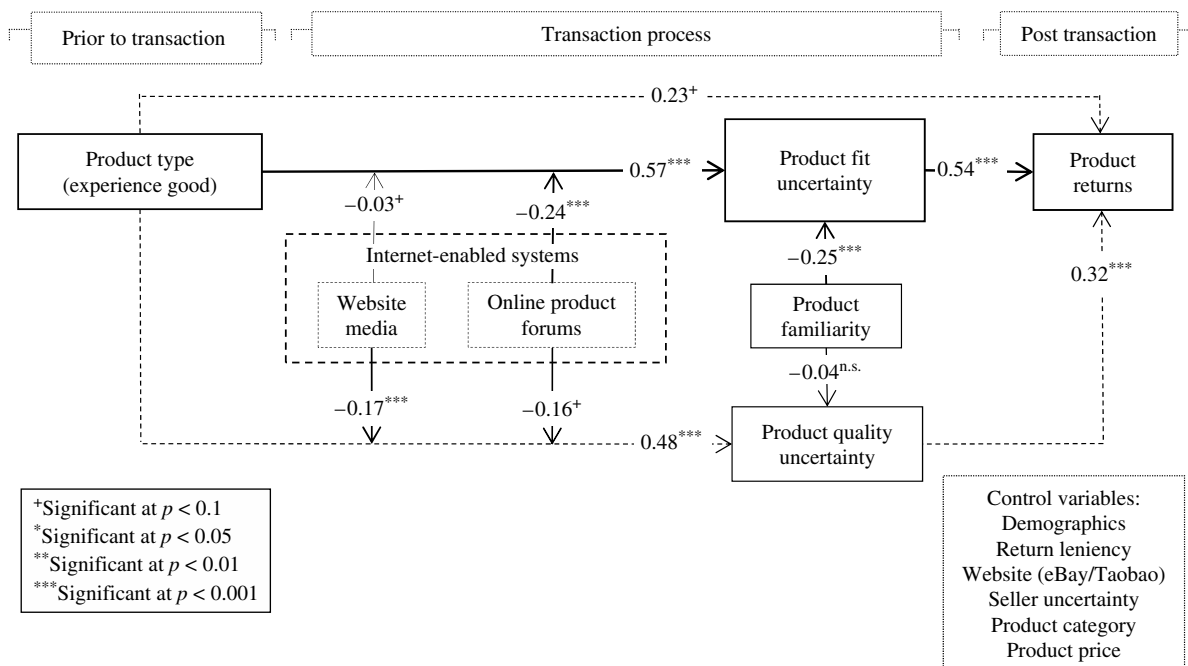 Prior to transaction
Transaction process
Post transaction
0.23+
Product type
(experience good)
0.57***
Product fit
uncertainty
0.54***
Product
returns
−0.03+
−0.24***
Internet-enabled systems
Website
media
Online product
forums
−0.25***
Product
familiarity
0.32***
−0.04n.s.
−0.17***
−0.16+
0.48***
Product quality
uncertainty
+Significant at p < 0.1
*Significant at p < 0.05
**Significant at p < 0.01
***Significant at p < 0.001
Control variables:
Demographics
Return leniency
Website (eBay/Taobao)
Seller uncertainty
Product category
Product price